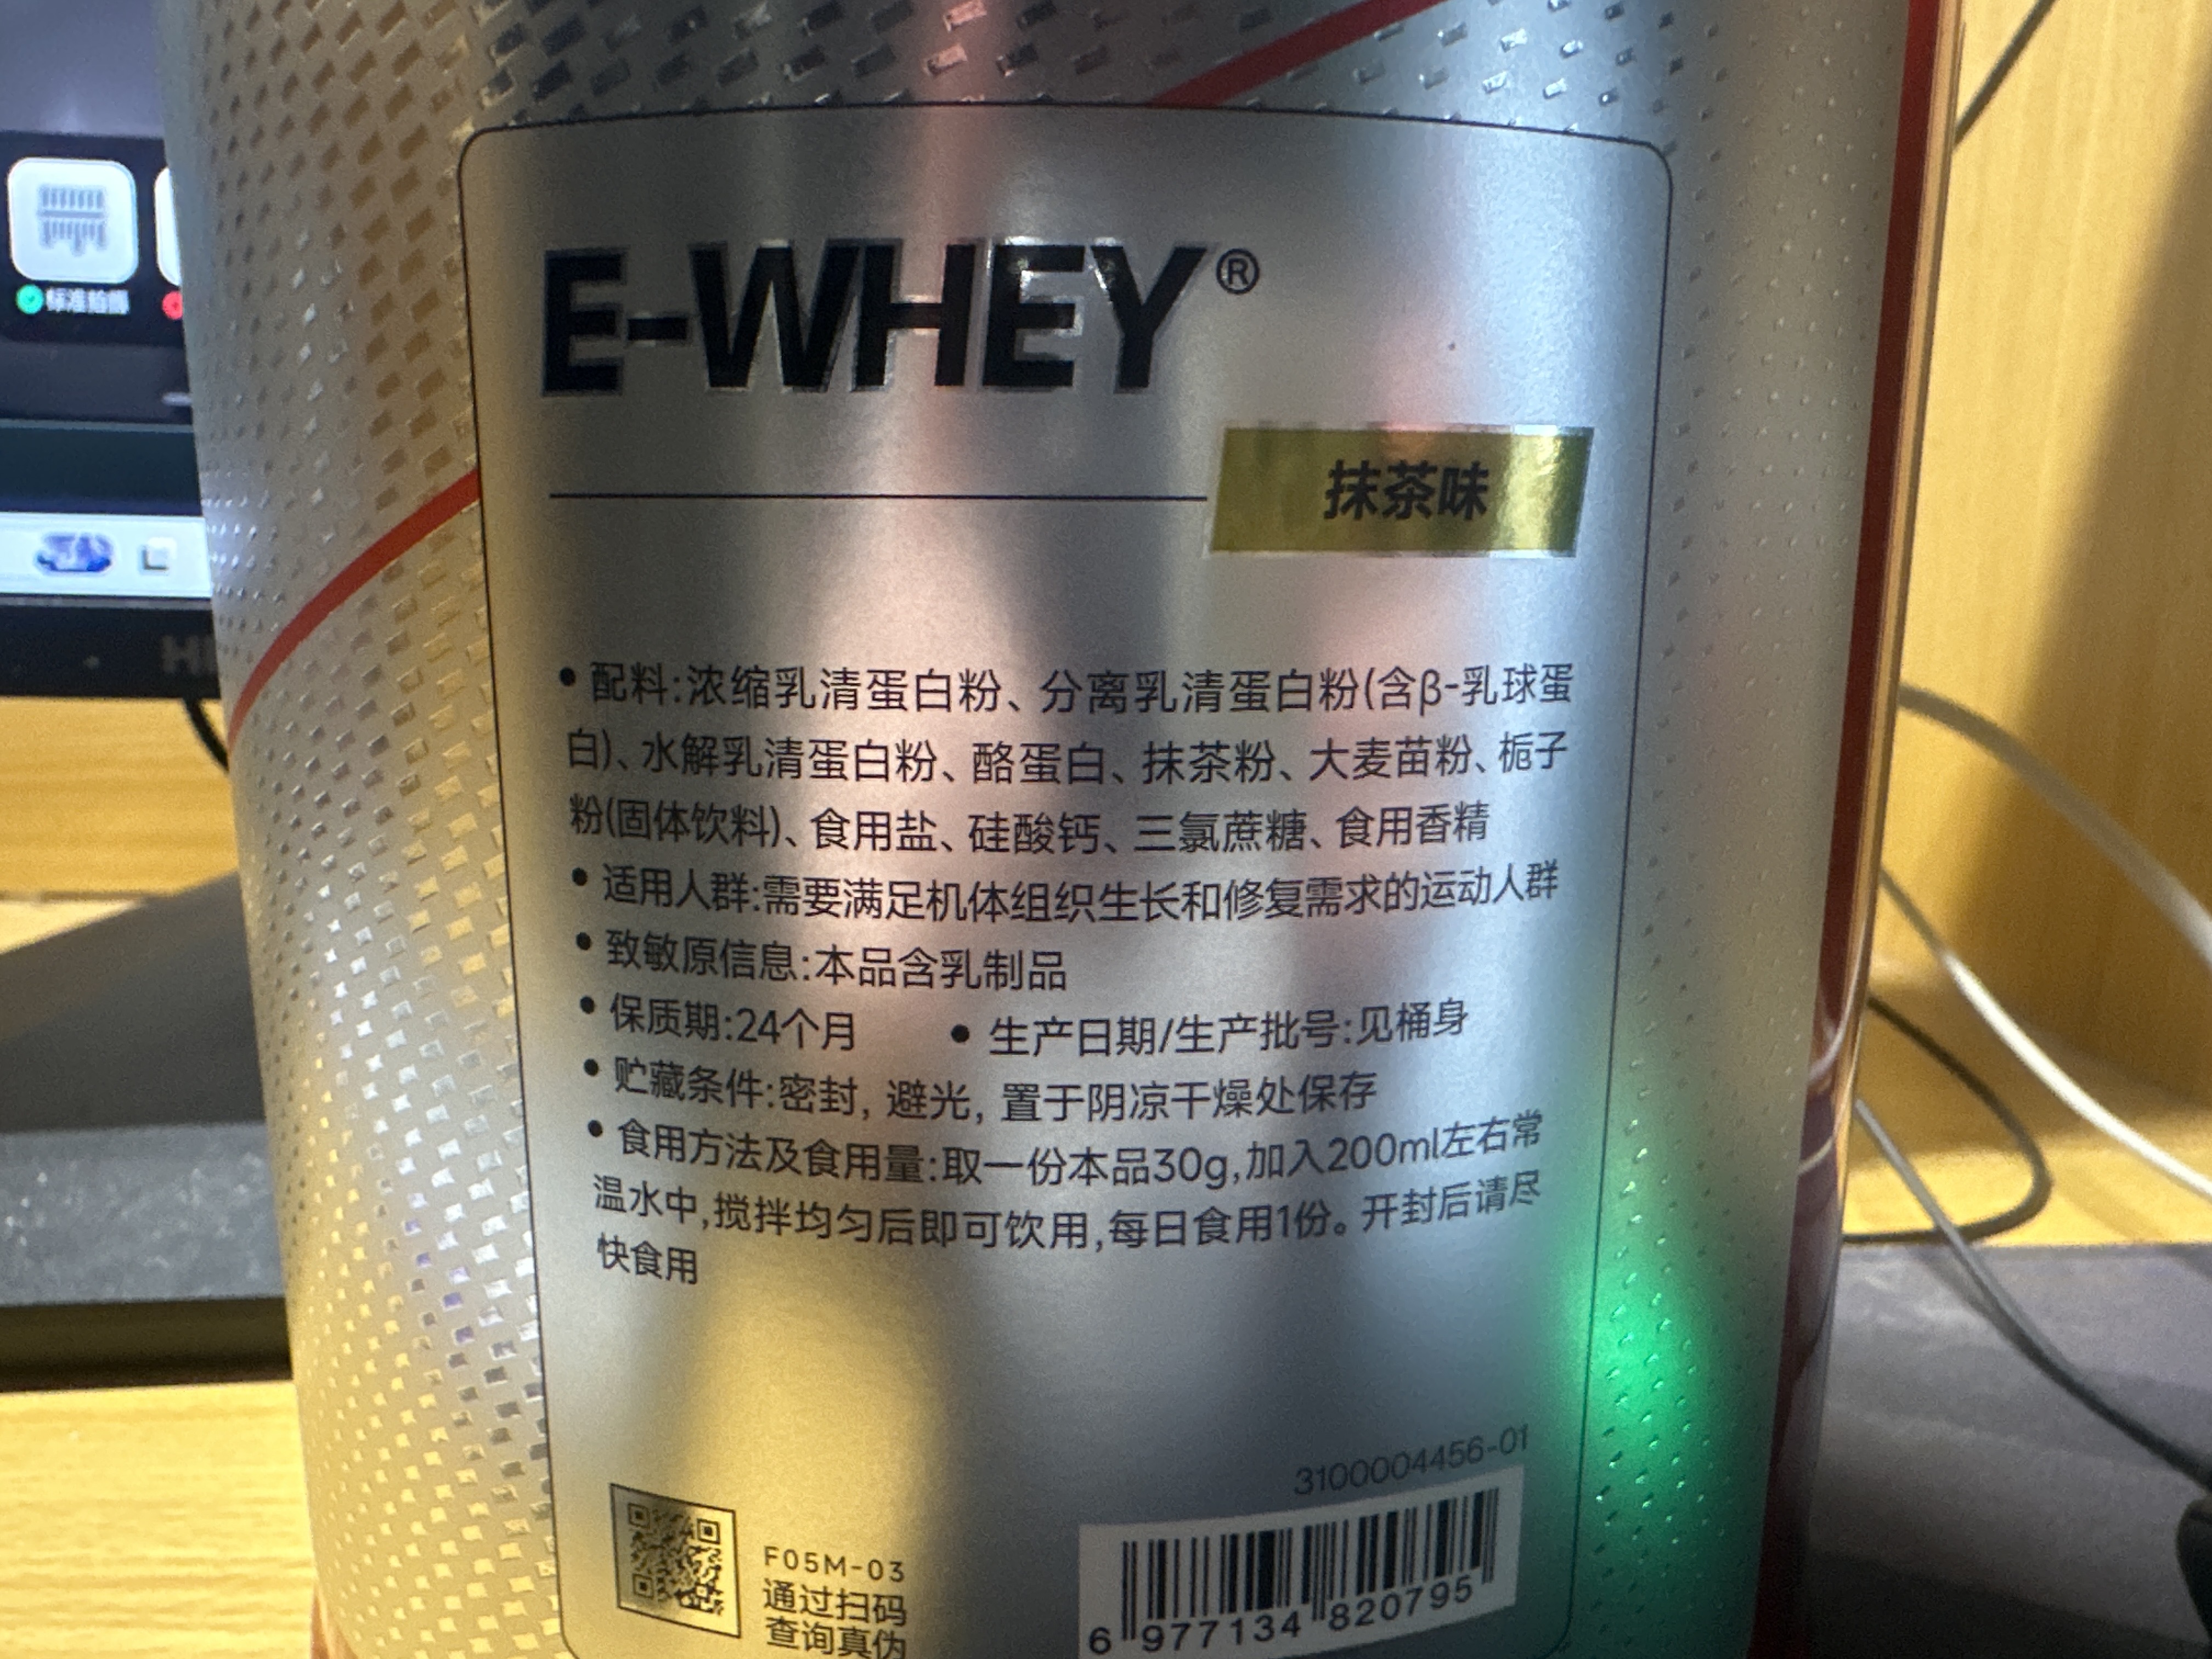 E-WHEY®
抹茶味
• 配料:浓缩乳清蛋白粉、分离乳清蛋白粉(含β-乳球蛋
白)、水解乳清蛋白粉、酪蛋白、抹茶粉、大麦苗粉、栀子
粉(固体饮料)、食用盐、硅酸钙、三氯蔗糖、食用香精
• 适用人群:需要满足机体组织生长和修复需求的运动人群
• 致敏原信息:本品含乳制品
• 保质期:24个月 • 生产日期/生产批号:见桶身
• 贮藏条件:密封, 避光, 置于阴凉干燥处保存
• 食用方法及食用量:取一份本品30g,加入200ml左右常
温水中,搅拌均匀后即可饮用,每日食用1份。开封后请尽
快食用
3100004456-01
F05M-03
通过扫码
查询真伪
6 977134 820795